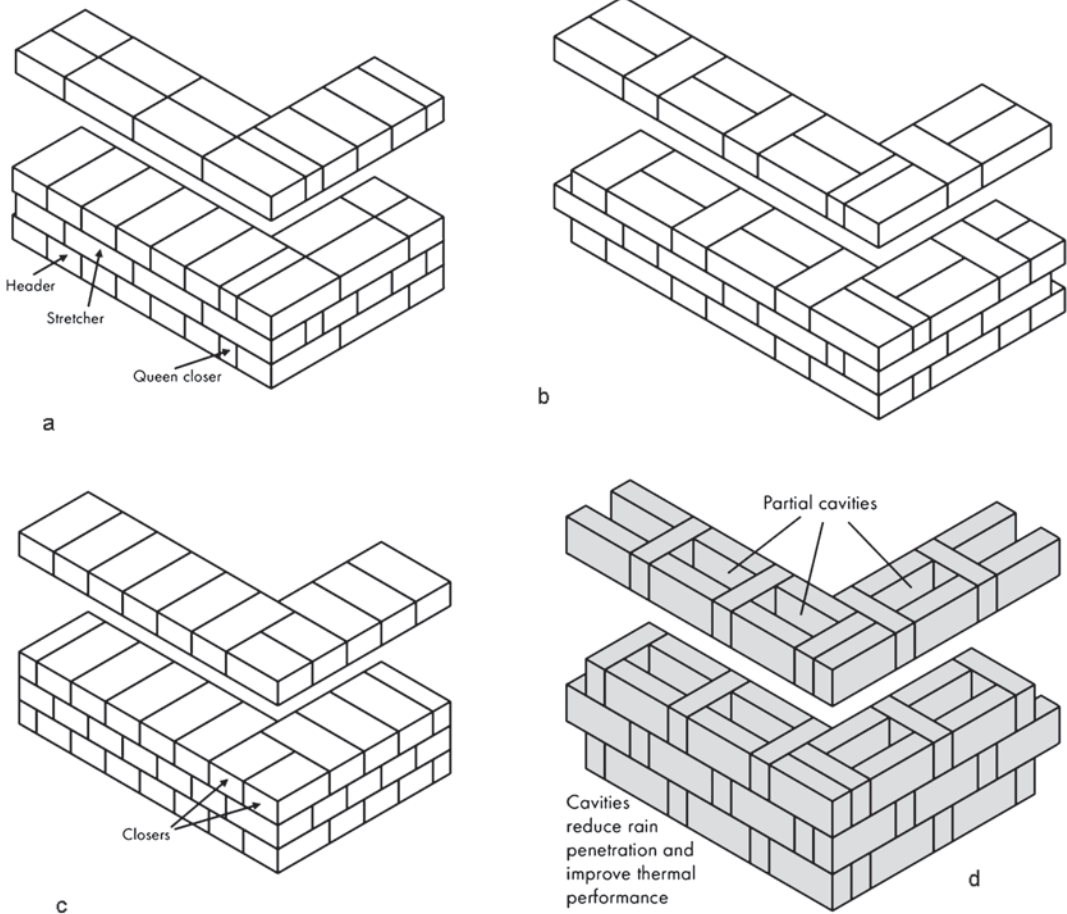 Header
Stretcher
Queen closer
a
b
Closers
c
Partial cavities
Cavities
reduce rain
penetration and
improve thermal
performance
d